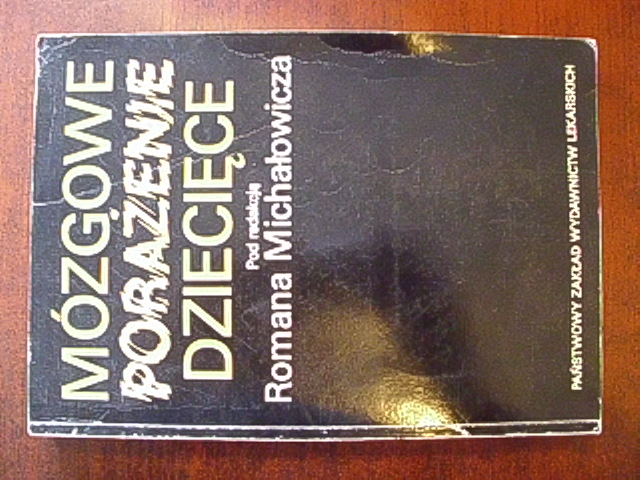 MÓZGOWE
PORAŻENIE
DZIECIĘCE
Pod redakcją
Romana Michałowicza
PAŃSTWOWY ZAKŁAD WYDAWNICTW LEKARSKICH